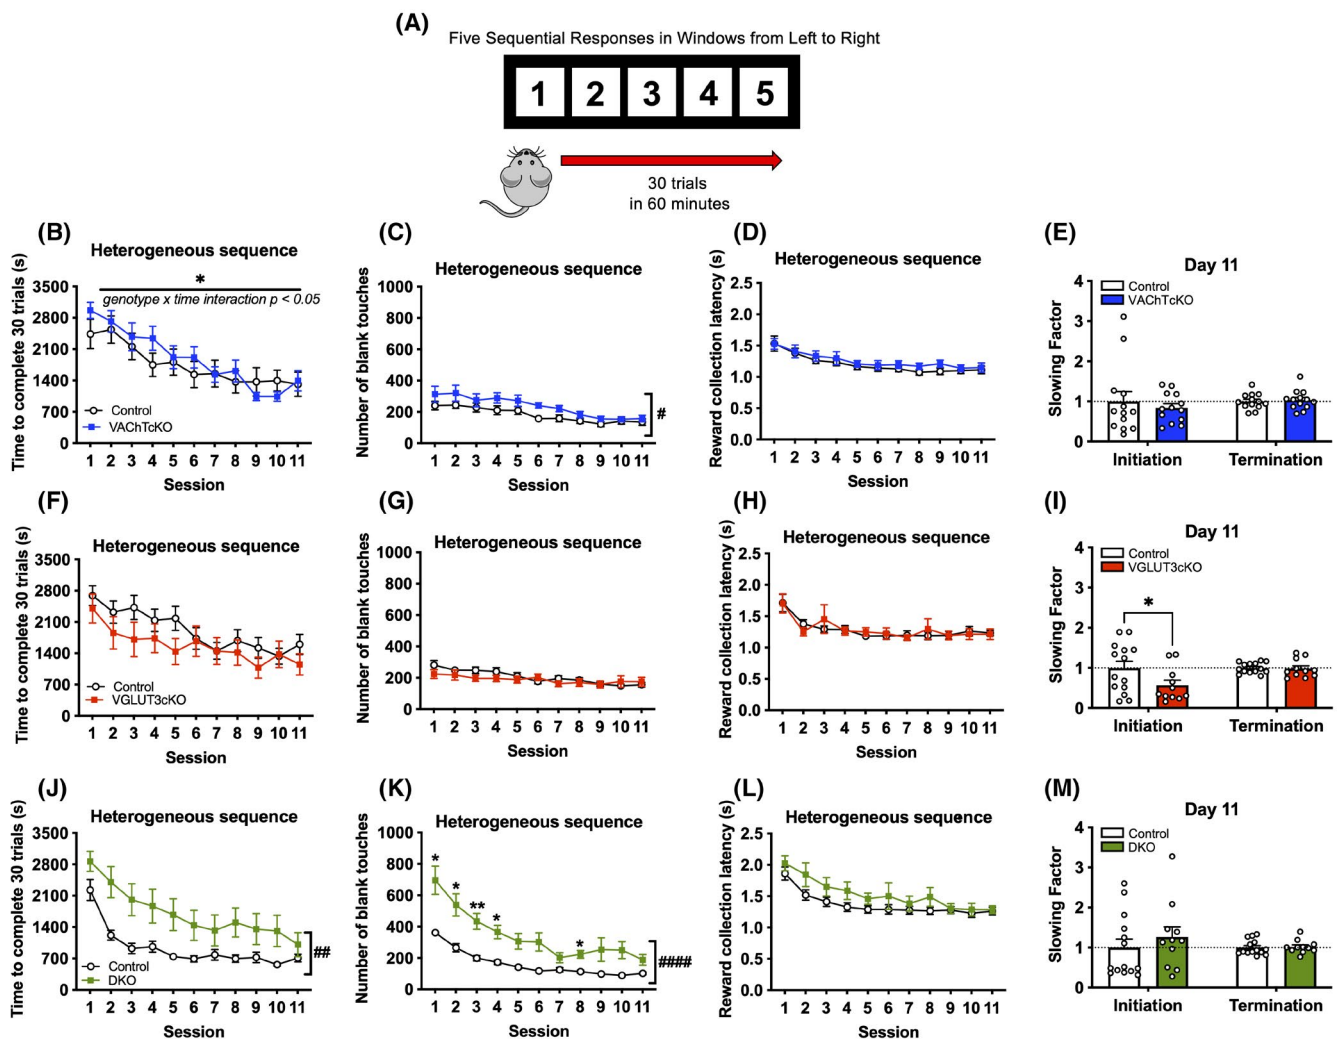 (A)
Five Sequential Responses in Windows from Left to Right
1 2 3 4 5
30 trials
in 60 minutes
(B)
Heterogeneous sequence
*
genotype x time interaction p < 0.05
Time to complete 30 trials (s)
3500
2800
2100
1400
700
0
Control
VAChTcKO
1 2 3 4 5 6 7 8 9 10 11
Session
(C)
Heterogeneous sequence
Number of blank touches
1000
800
600
400
200
0
#
1 2 3 4 5 6 7 8 9 10 11
Session
(D)
Heterogeneous sequence
Reward collection latency (s)
2.5
2.0
1.5
1.0
0.5
0.0
1 2 3 4 5 6 7 8 9 10 11
Session
(E)
Day 11
Slowing Factor
4
3
2
1
0
Control
VAChTcKO
Initiation Termination
(F)
Heterogeneous sequence
Time to complete 30 trials (s)
3500
2800
2100
1400
700
0
Control
VGLUT3cKO
1 2 3 4 5 6 7 8 9 10 11
Session
(G)
Heterogeneous sequence
Number of blank touches
1000
800
600
400
200
0
1 2 3 4 5 6 7 8 9 10 11
Session
(H)
Heterogeneous sequence
Reward collection latency (s)
2.5
2.0
1.5
1.0
0.5
0.0
1 2 3 4 5 6 7 8 9 10 11
Session
(I)
Day 11
Slowing Factor
4
3
2
1
0
Control
VGLUT3cKO
*
Initiation Termination
(J)
Heterogeneous sequence
Time to complete 30 trials (s)
3500
2800
2100
1400
700
0
Control
DKO
##
1 2 3 4 5 6 7 8 9 10 11
Session
(K)
Heterogeneous sequence
Number of blank touches
1000
800
600
400
200
0
* * ** * *
####
1 2 3 4 5 6 7 8 9 10 11
Session
(L)
Heterogeneous sequence
Reward collection latency (s)
2.5
2.0
1.5
1.0
0.5
0.0
1 2 3 4 5 6 7 8 9 10 11
Session
(M)
Day 11
Slowing Factor
4
3
2
1
0
Control
DKO
Initiation Termination